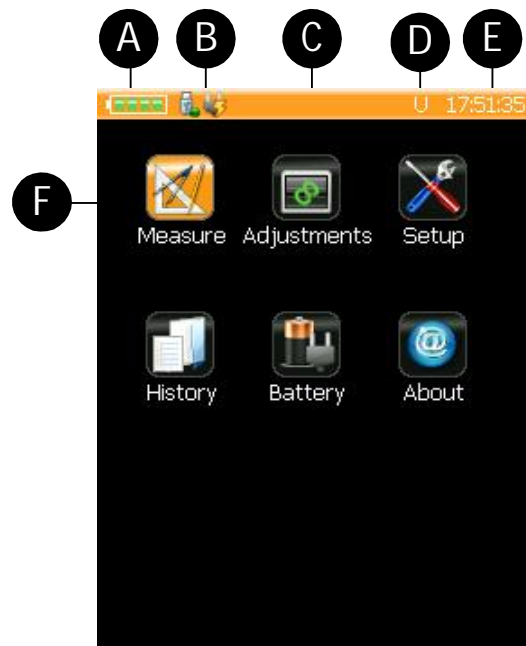 A B C D E
U 17:51:35
F
Measure Adjustments Setup
History Battery About